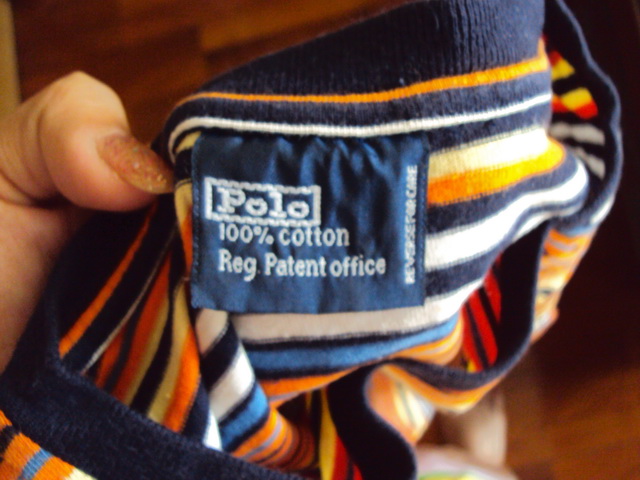 Polo
100% cotton
Reg. Patent office
REVERSE FOR CARE